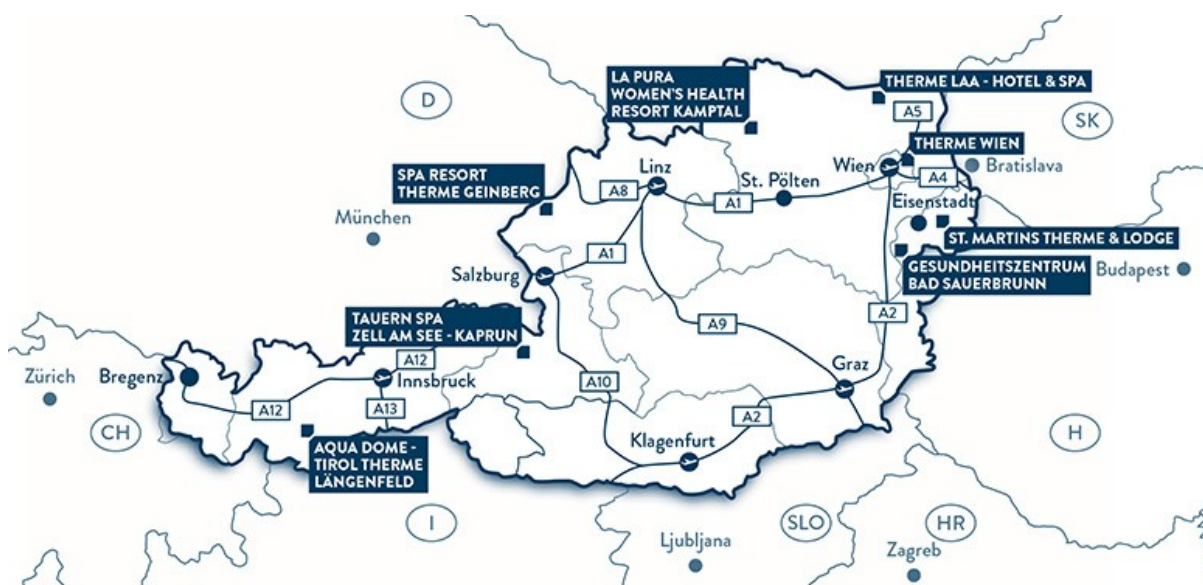 LA PURA
WOMEN'S HEALTH
RESORT KAMPTAL
THERME LAA - HOTEL & SPA
D
A5
SK
THERME WIEN
Linz
Wien
Bratislava
SPA RESORT
THERME GEINBERG
A8
St. Pölten
A4
A1
Eisenstadt
München
ST. MARTINS THERME & LODGE
A1
GESUNDHEITSZENTRUM
BAD SAUERBRUNN
Budapest
Salzburg
TAUERN SPA
ZELL AM SEE - KAPRUN
A2
A9
A12
Graz
Zürich
Bregenz
Innsbruck
A10
A12
A13
A2
CH
Klagenfurt
H
AQUA DOME -
TIROL THERME
LÄNGENFELD
I
SLO
HR
Ljubljana
Zagreb